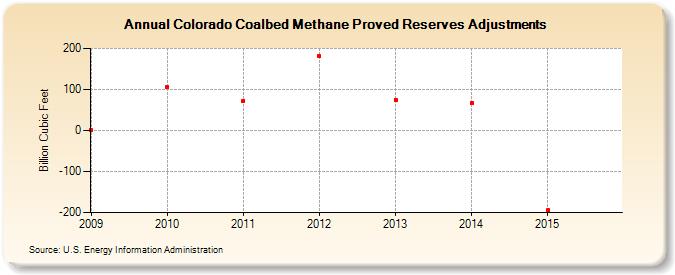 Annual Colorado Coalbed Methane Proved Reserves Adjustments
Billion Cubic Feet
200
100
0
-100
-200
2009 2010 2011 2012 2013 2014 2015
Source: U.S. Energy Information Administration